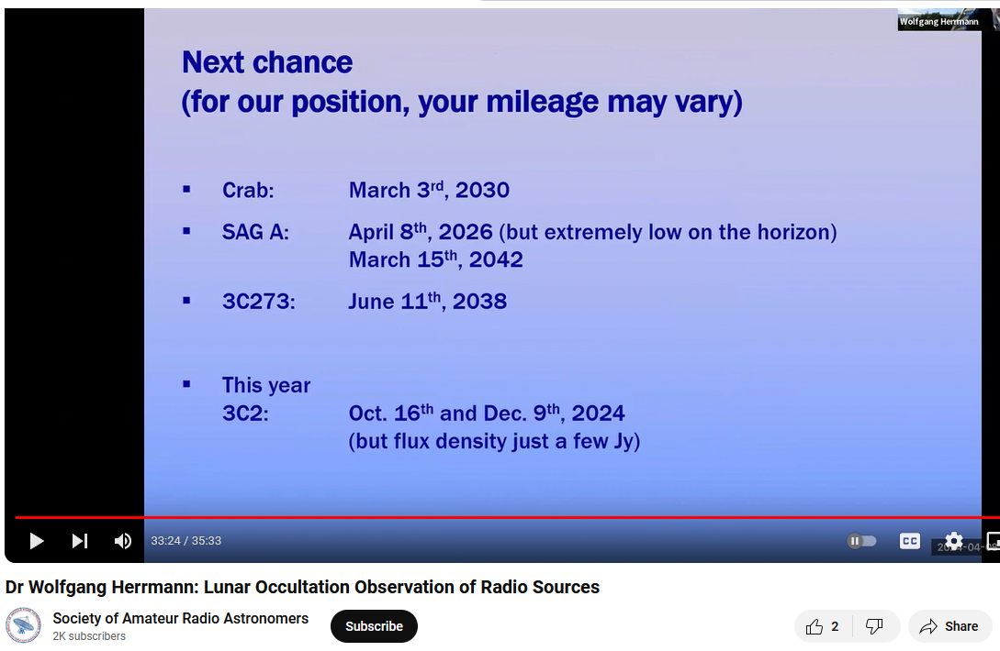 Wolfgang Herrmann
Next chance
(for our position, your mileage may vary)
▪ Crab: March 3rd, 2030
▪ SAG A: April 8th, 2026 (but extremely low on the horizon)
March 15th, 2042
▪ 3C273: June 11th, 2038
▪ This year
3C2: Oct. 16th and Dec. 9th, 2024
(but flux density just a few Jy)
33:24 / 35:33
CC
Dr Wolfgang Herrmann: Lunar Occultation Observation of Radio Sources
Society of Amateur Radio Astronomers
2K subscribers
Subscribe
2
Share